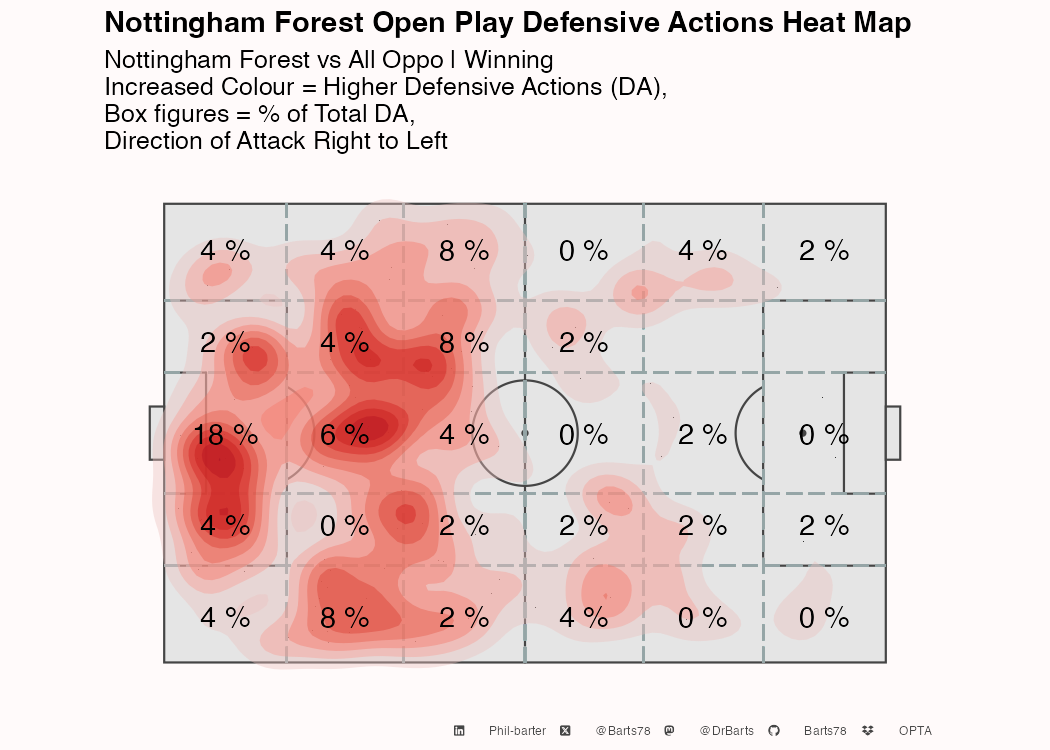 Nottingham Forest Open Play Defensive Actions Heat Map
Nottingham Forest vs All Oppo | Winning
Increased Colour = Higher Defensive Actions (DA),
Box figures = % of Total DA,
Direction of Attack Right to Left
4 % 4 % 8 % 0 % 4 % 2 %
2 % 4 % 8 % 2 %
18 % 6 % 4 % 0 % 2 % 0 %
4 % 0 % 2 % 2 % 2 % 2 %
4 % 8 % 2 % 4 % 0 % 0 %
Phil-barter @Barts78 @DrBarts Barts78 OPTA